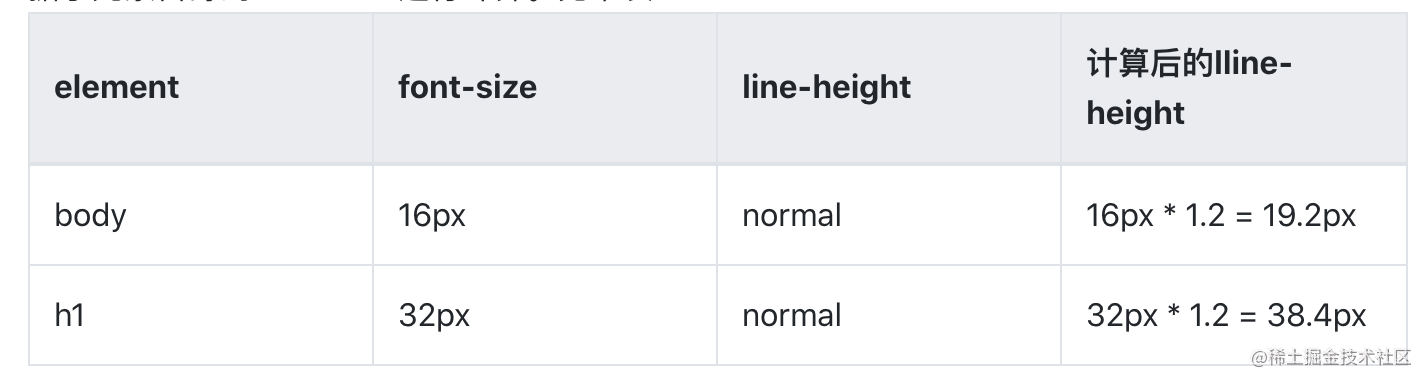 element font-size line-height 计算后的lline-
height
body 16px normal 16px * 1.2 = 19.2px
h1 32px normal 32px * 1.2 = 38.4px
@稀土掘金技术社区